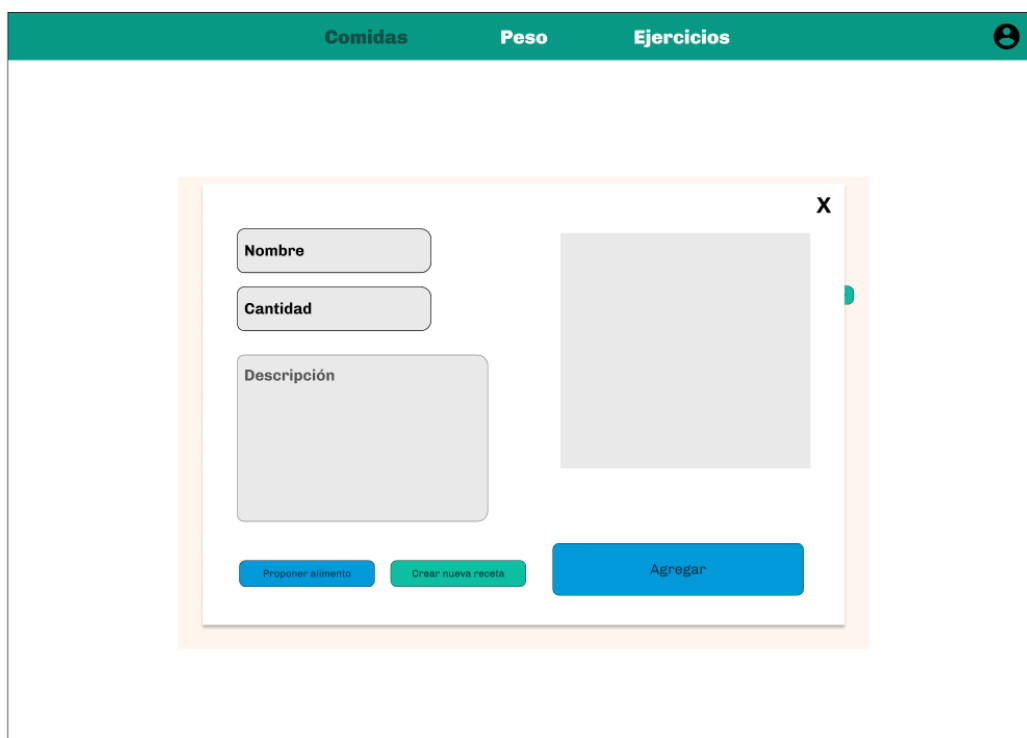 Comidas Peso Ejercicios
X
Nombre
Cantidad
Descripción
Proponer alimento Crear nueva receta Agregar